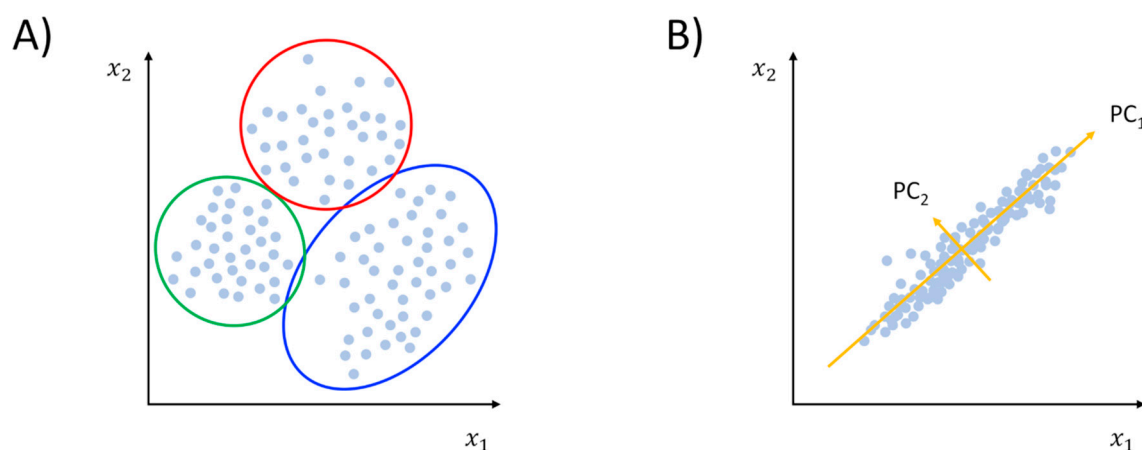 A)
x₂
x₁
B)
x₂
PC₁
PC₂
x₁